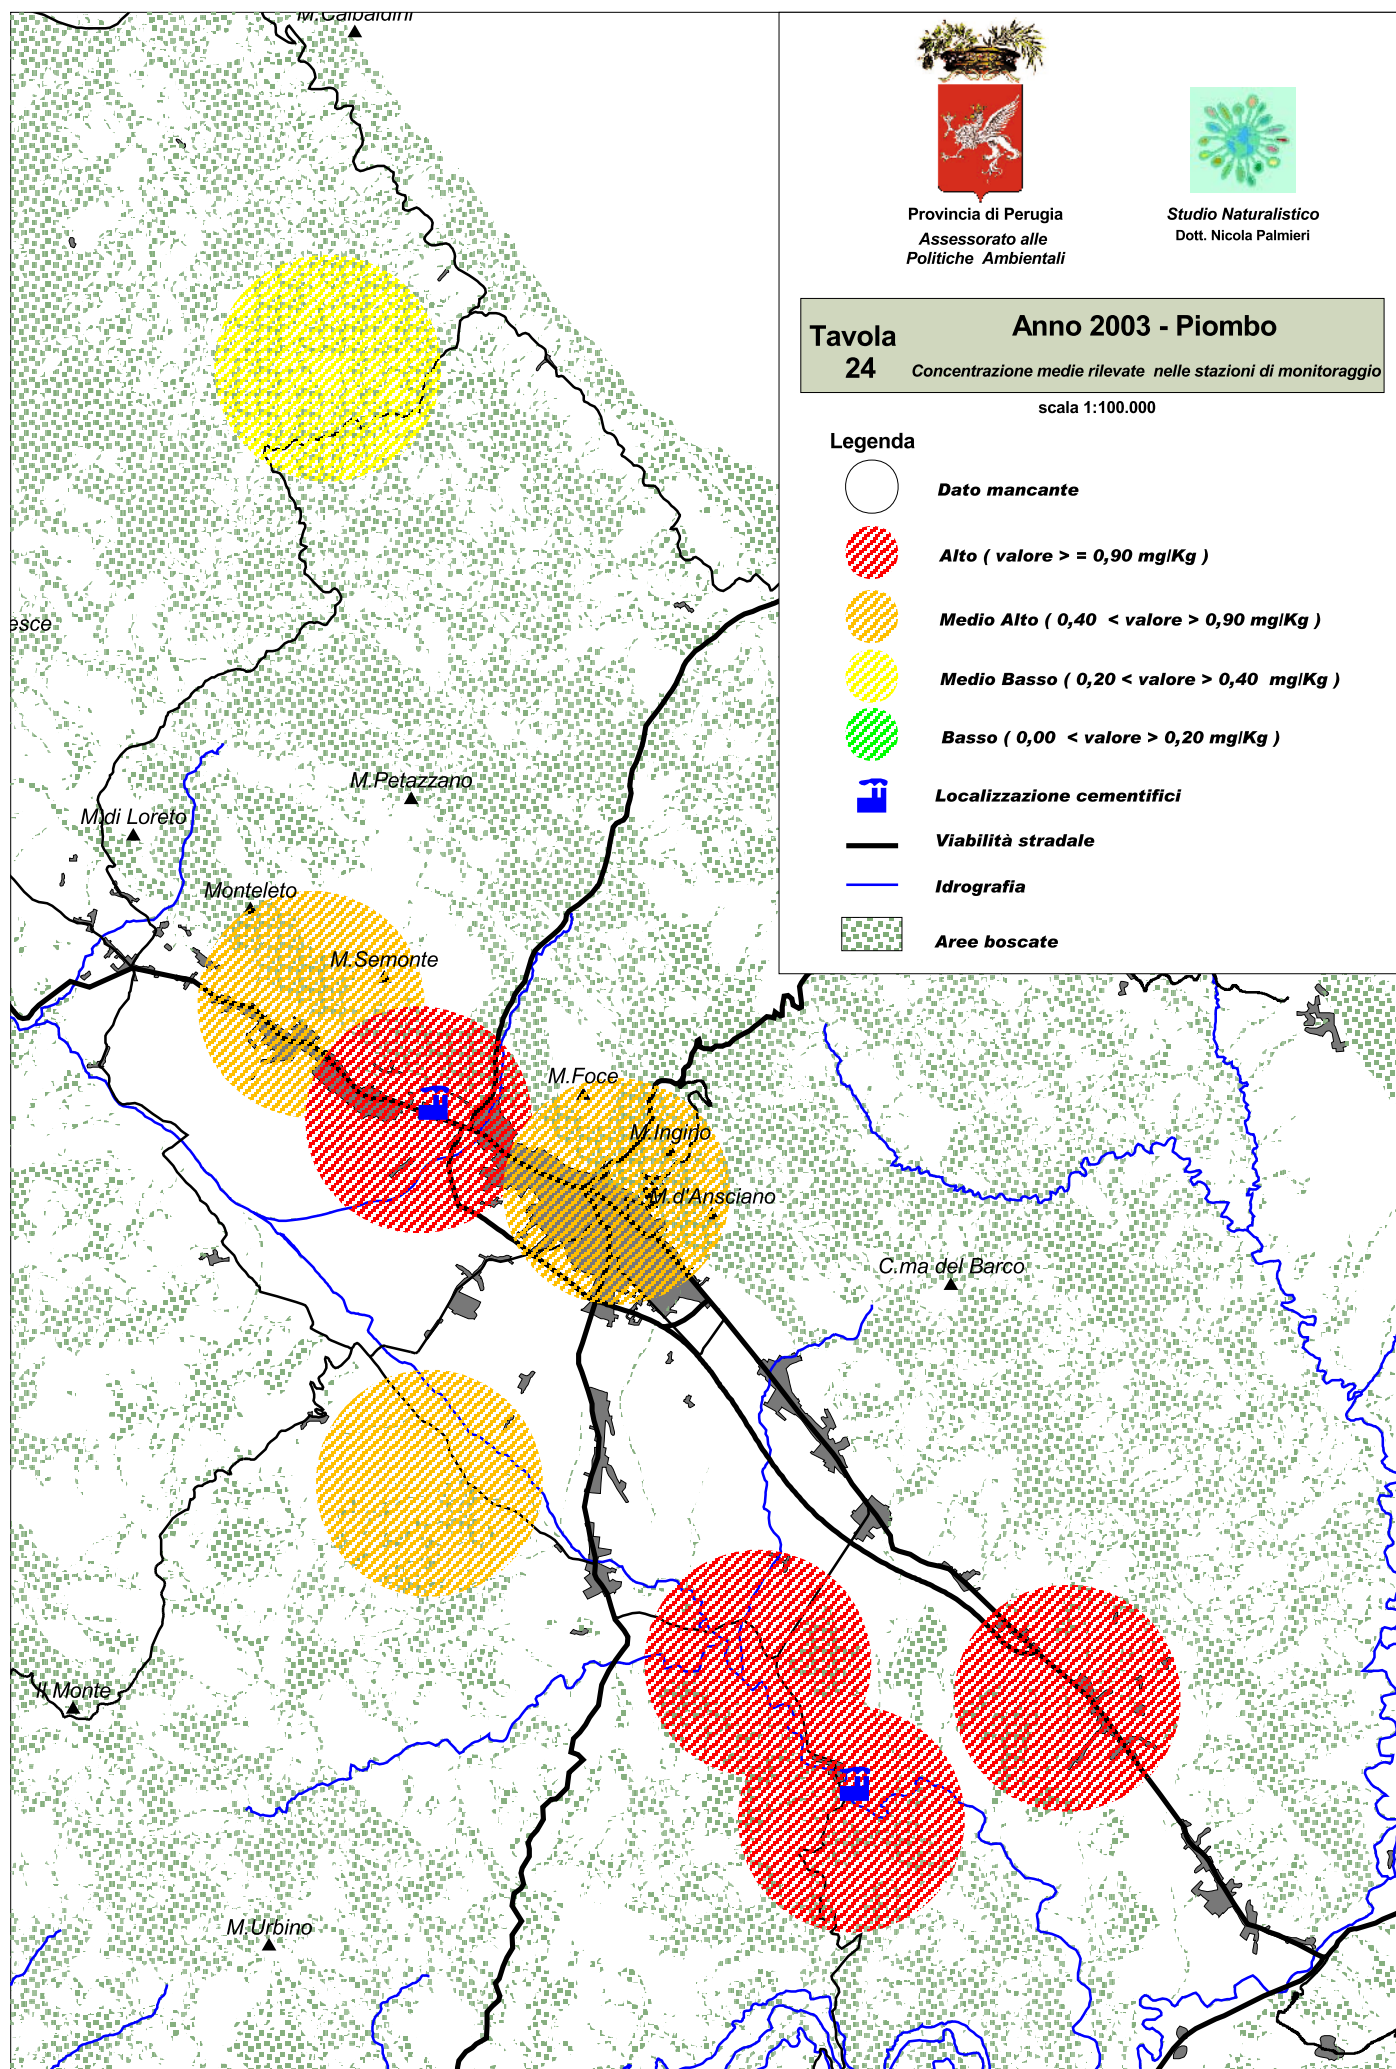 M.Calbaldini
Provincia di Perugia
Assessorato alle
Politiche Ambientali
Studio Naturalistico
Dott. Nicola Palmieri
Tavola
24
Anno 2003 - Piombo
Concentrazione medie rilevate nelle stazioni di monitoraggio
scala 1:100.000
Legenda
Dato mancante
Alto ( valore > = 0,90 mg/Kg )
Medio Alto ( 0,40 < valore > 0,90 mg/Kg )
Medio Basso ( 0,20 < valore > 0,40 mg/Kg )
Basso ( 0,00 < valore > 0,20 mg/Kg )
Localizzazione cementifici
Viabilità stradale
Idrografia
Aree boscate
esce
M.Petazzano
M.di Loreto
Monteleto
M.Semonte
M.Foce
M.Ingino
M.d'Ansciano
C.ma del Barco
Il Monte
M.Urbino